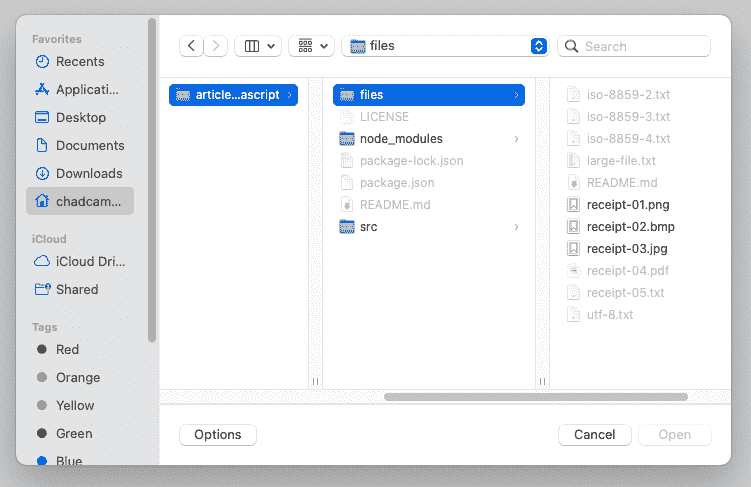 Favorites
Recents
Applicati...
Desktop
Documents
Downloads
chadcam...
iCloud
iCloud Dri...
Shared
Tags
Red
Orange
Yellow
Green
Blue
files
Search
article...ascript
files
LICENSE
node_modules
package-lock.json
package.json
README.md
src
iso-8859-2.txt
iso-8859-3.txt
iso-8859-4.txt
large-file.txt
README.md
receipt-01.png
receipt-02.bmp
receipt-03.jpg
receipt-04.pdf
receipt-05.txt
utf-8.txt
Options
Cancel
Open